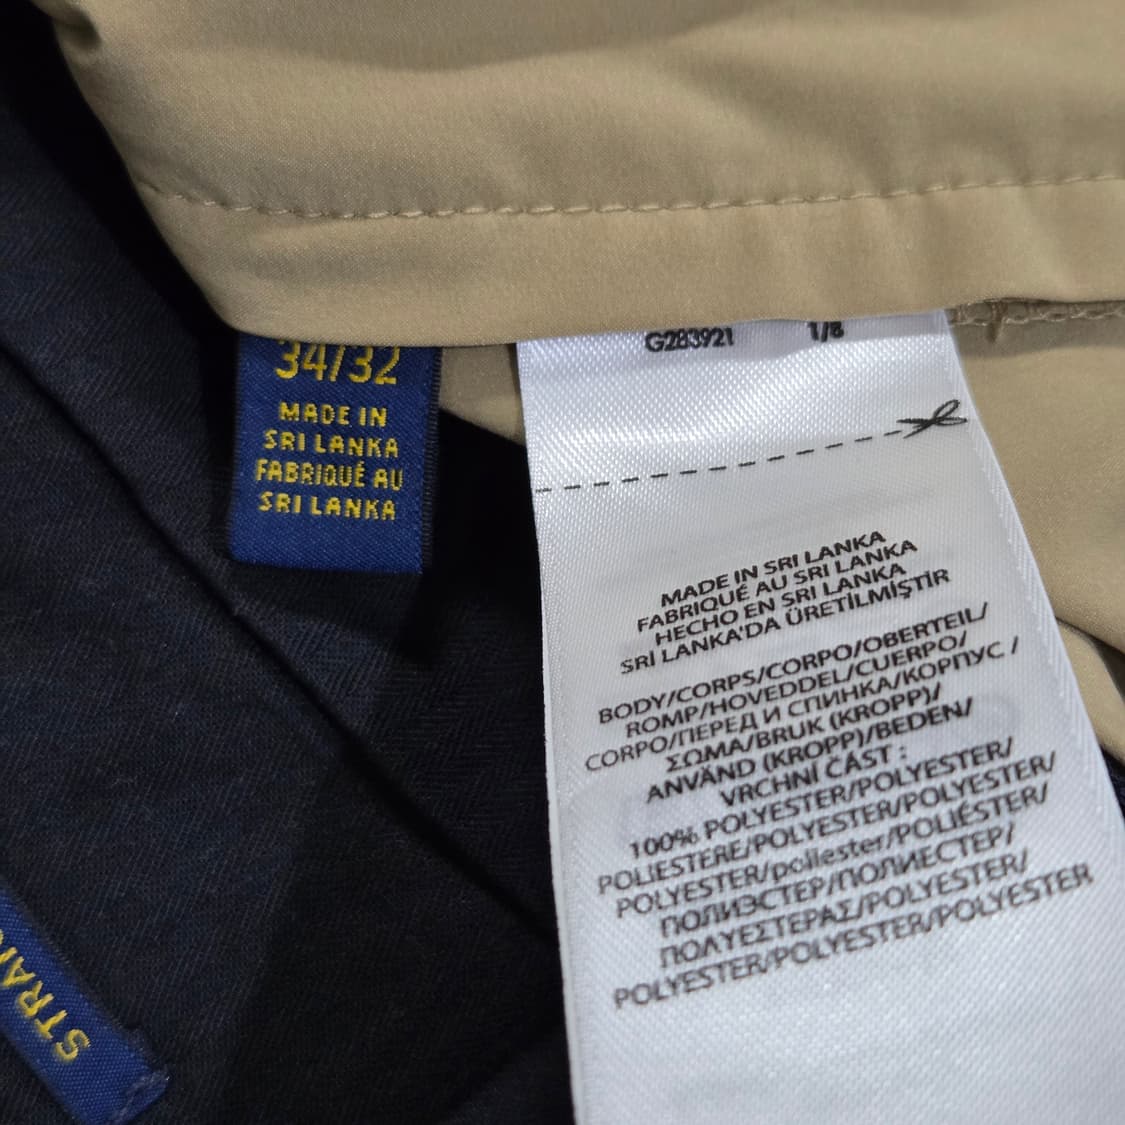 34/32
MADE IN
SRI LANKA
FABRIQUÉ AU
SRI LANKA
G283921 1/8
MADE IN SRI LANKA
FABRIQUÉ AU SRI LANKA
HECHO EN SRI LANKA
SRİ LANKA'DA ÜRETİLMİŞTİR
BODY/CORPS/CORPO/OBERTEIL/
ROMP/HOVEDDEL/CUERPO/
CORPO/ПЕРЕД И СПИНКА/КОРПУС /
ΣΩΜΑ/BRUK (KROPP)/
ANVÄND (KROPP)/BEDEN/
VRCHNÍ ČÁST :
100% POLYESTER/POLYESTER/
POLIESTERE/POLYESTER/POLYESTER/
POLYESTER/poliester/POLIÉSTER/
ПОЛИЭСТЕР/ПОЛИЕСТЕР/
ΠΟΛΥΕΣΤΕΡΑΣ/POLYESTER/
POLYESTER/POLYESTER/POLYESTER